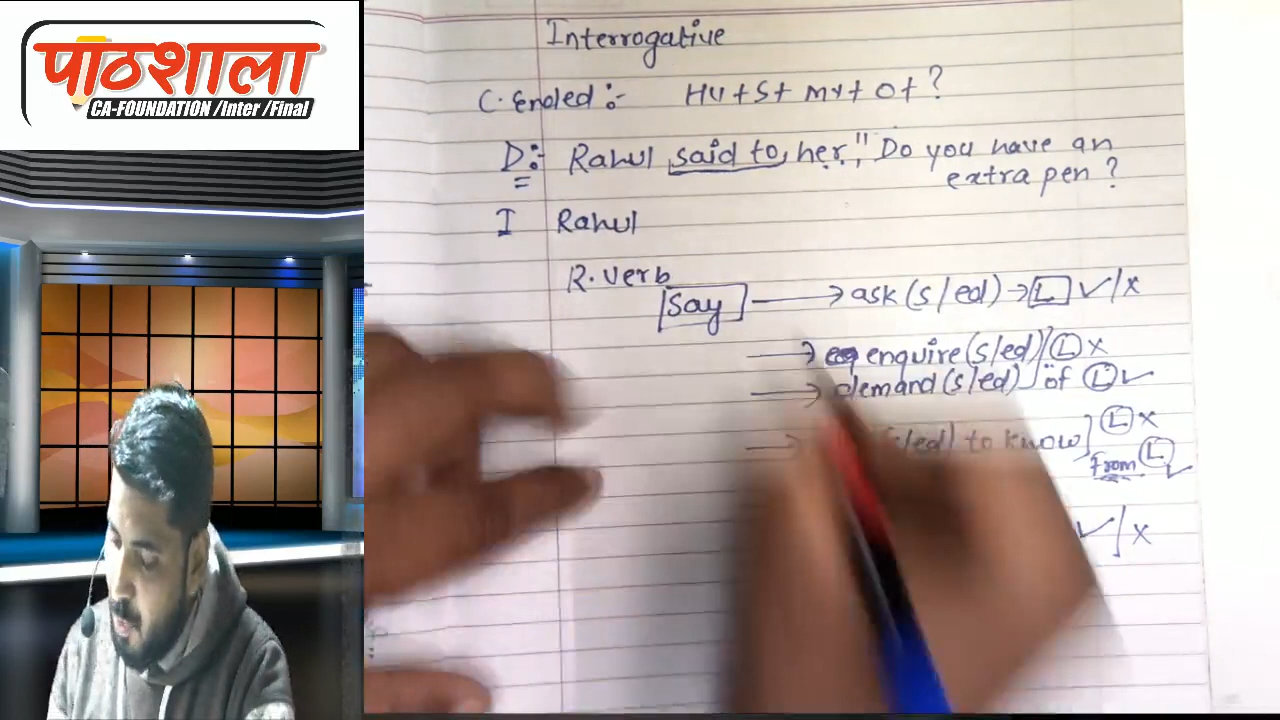 पाठशाला
CA-FOUNDATION /Inter /Final
Interrogative
C. Ended :- HV + S + MV + O + ?
D:- Rahul said to her, "Do you have an
extra pen ?
I Rahul
R. verb
Say → ask (s/ed) → L ✓/x
→ enquire (s/ed) L x
→ demand (s/ed) of L ✓
→ /ed) to know] L x
from L ✓
✓/x